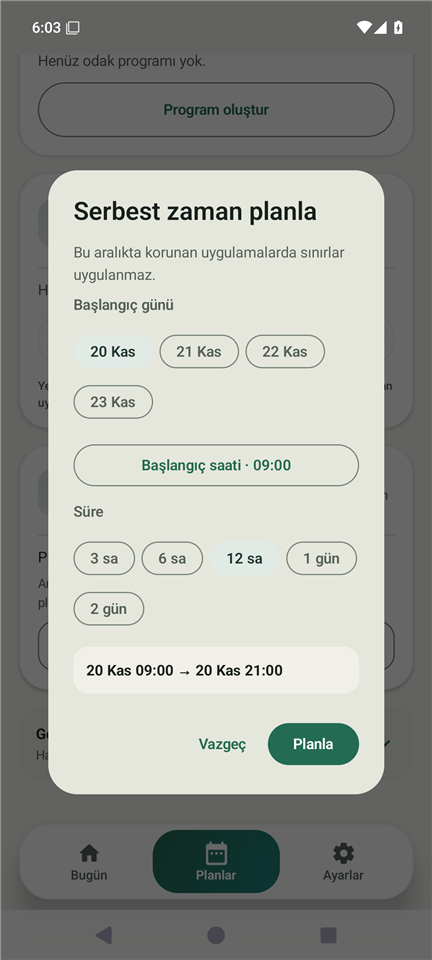 6:03
Henüz odak programı yok.
Program oluştur
Serbest zaman planla
Bu aralıkta korunan uygulamalarda sınırlar
uygulanmaz.
Başlangıç günü
20 Kas
21 Kas
22 Kas
23 Kas
Başlangıç saati · 09:00
Süre
3 sa
6 sa
12 sa
1 gün
2 gün
20 Kas 09:00 → 20 Kas 21:00
Vazgeç
Planla
Bugün
Planlar
Ayarlar